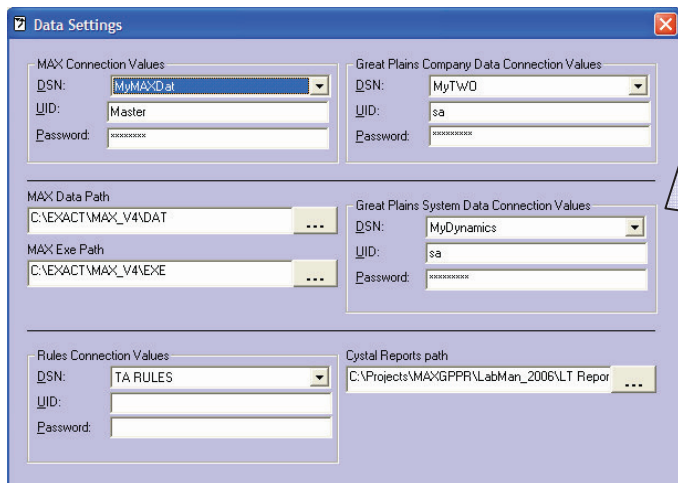 Data Settings
MAX Connection Values
DSN: MyMAXDat
UID: Master
Password: xxxxxxxx
Great Plains Company Data Connection Values
DSN: MyTWO
UID: sa
Password: xxxxxxxxx
MAX Data Path
C:\EXACT\MAX_V4\DAT ...
MAX Exe Path
C:\EXACT\MAX_V4\EXE ...
Great Plains System Data Connection Values
DSN: MyDynamics
UID: sa
Password: xxxxxxxxx
Rules Connection Values
DSN: TA RULES
UID:
Password:
Cystal Reports path
C:\Projects\MAXGPPR\LabMan_2006\LT Repor ...